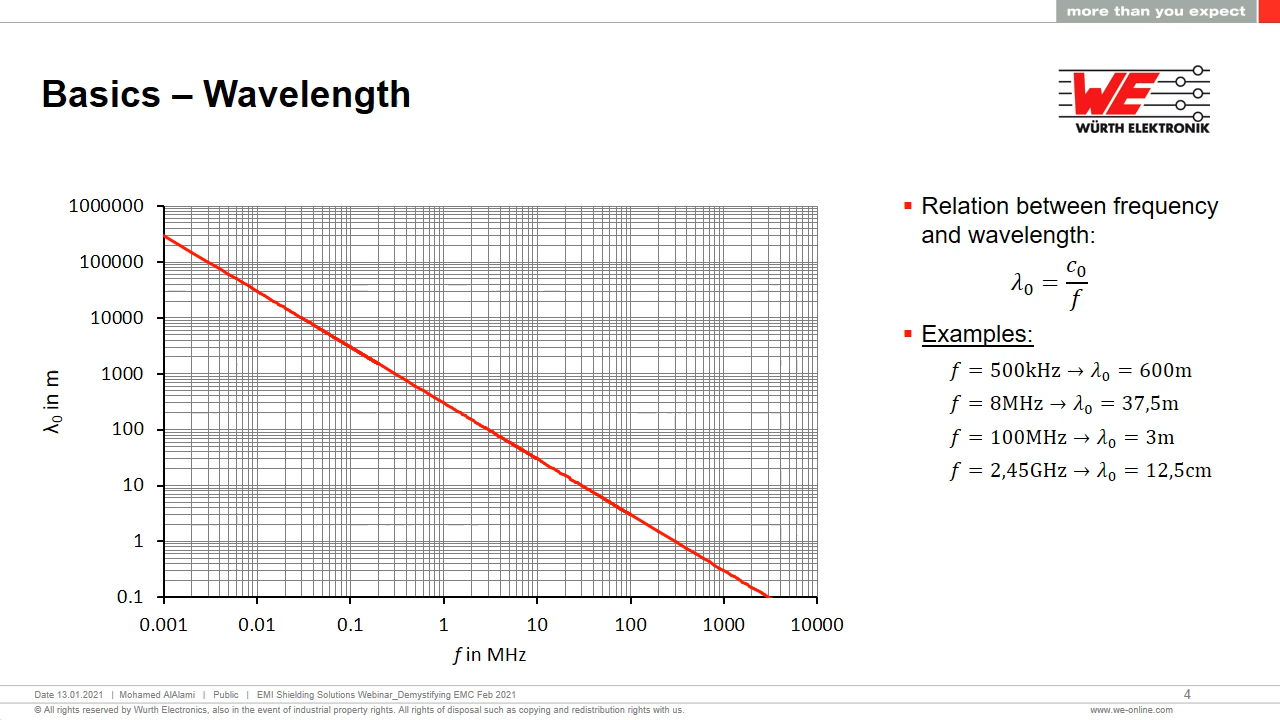 more than you expect
Basics – Wavelength
WE
WÜRTH ELEKTRONIK
1000000
100000
10000
1000
100
10
1
0.1
λ₀ in m
0.001 0.01 0.1 1 10 100 1000 10000
f in MHz
Relation between frequency
and wavelength:
λ₀ = c₀/f
Examples:
f = 500kHz → λ₀ = 600m
f = 8MHz → λ₀ = 37,5m
f = 100MHz → λ₀ = 3m
f = 2,45GHz → λ₀ = 12,5cm
Date 13.01.2021 | Mohamed AlAlami | Public | EMI Shielding Solutions Webinar_Demystifying EMC Feb 2021
4
© All rights reserved by Wurth Electronics, also in the event of industrial property rights. All rights of disposal such as copying and redistribution rights with us.
www.we-online.com